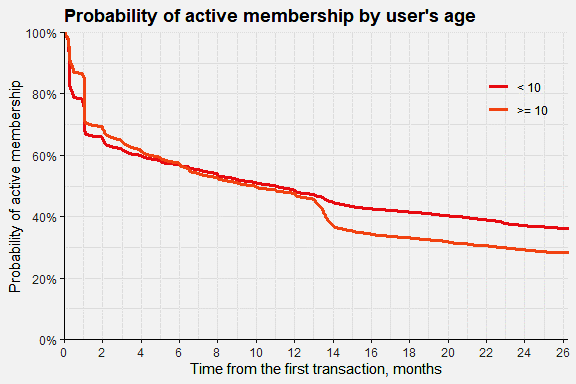 Probability of active membership by user's age
Probability of active membership
100%
80%
60%
40%
20%
0%
< 10
>= 10
0 2 4 6 8 10 12 14 16 18 20 22 24 26
Time from the first transaction, months